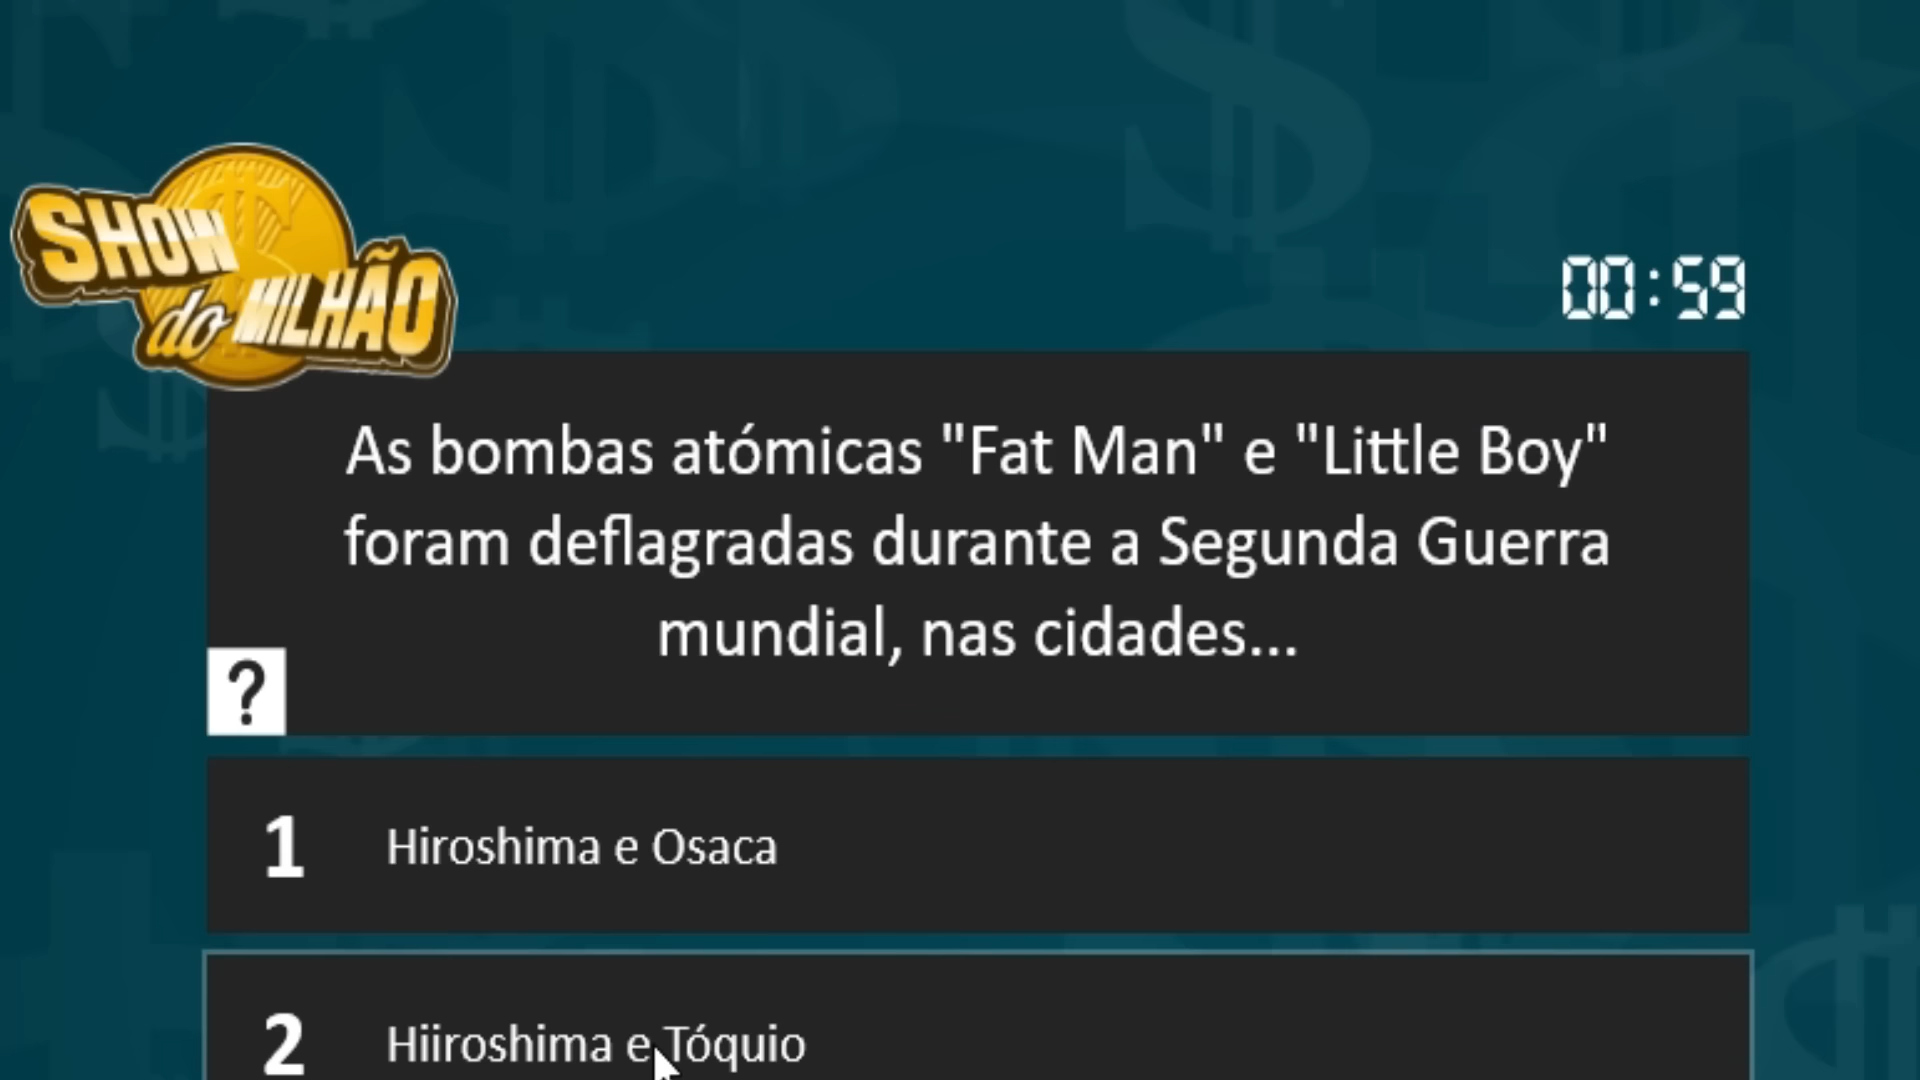 SHOW
do MILHÃO
00:59
As bombas atómicas "Fat Man" e "Little Boy"
foram deflagradas durante a Segunda Guerra
mundial, nas cidades...
?
1 Hiroshima e Osaca
2 Hiiroshima e Tóquio